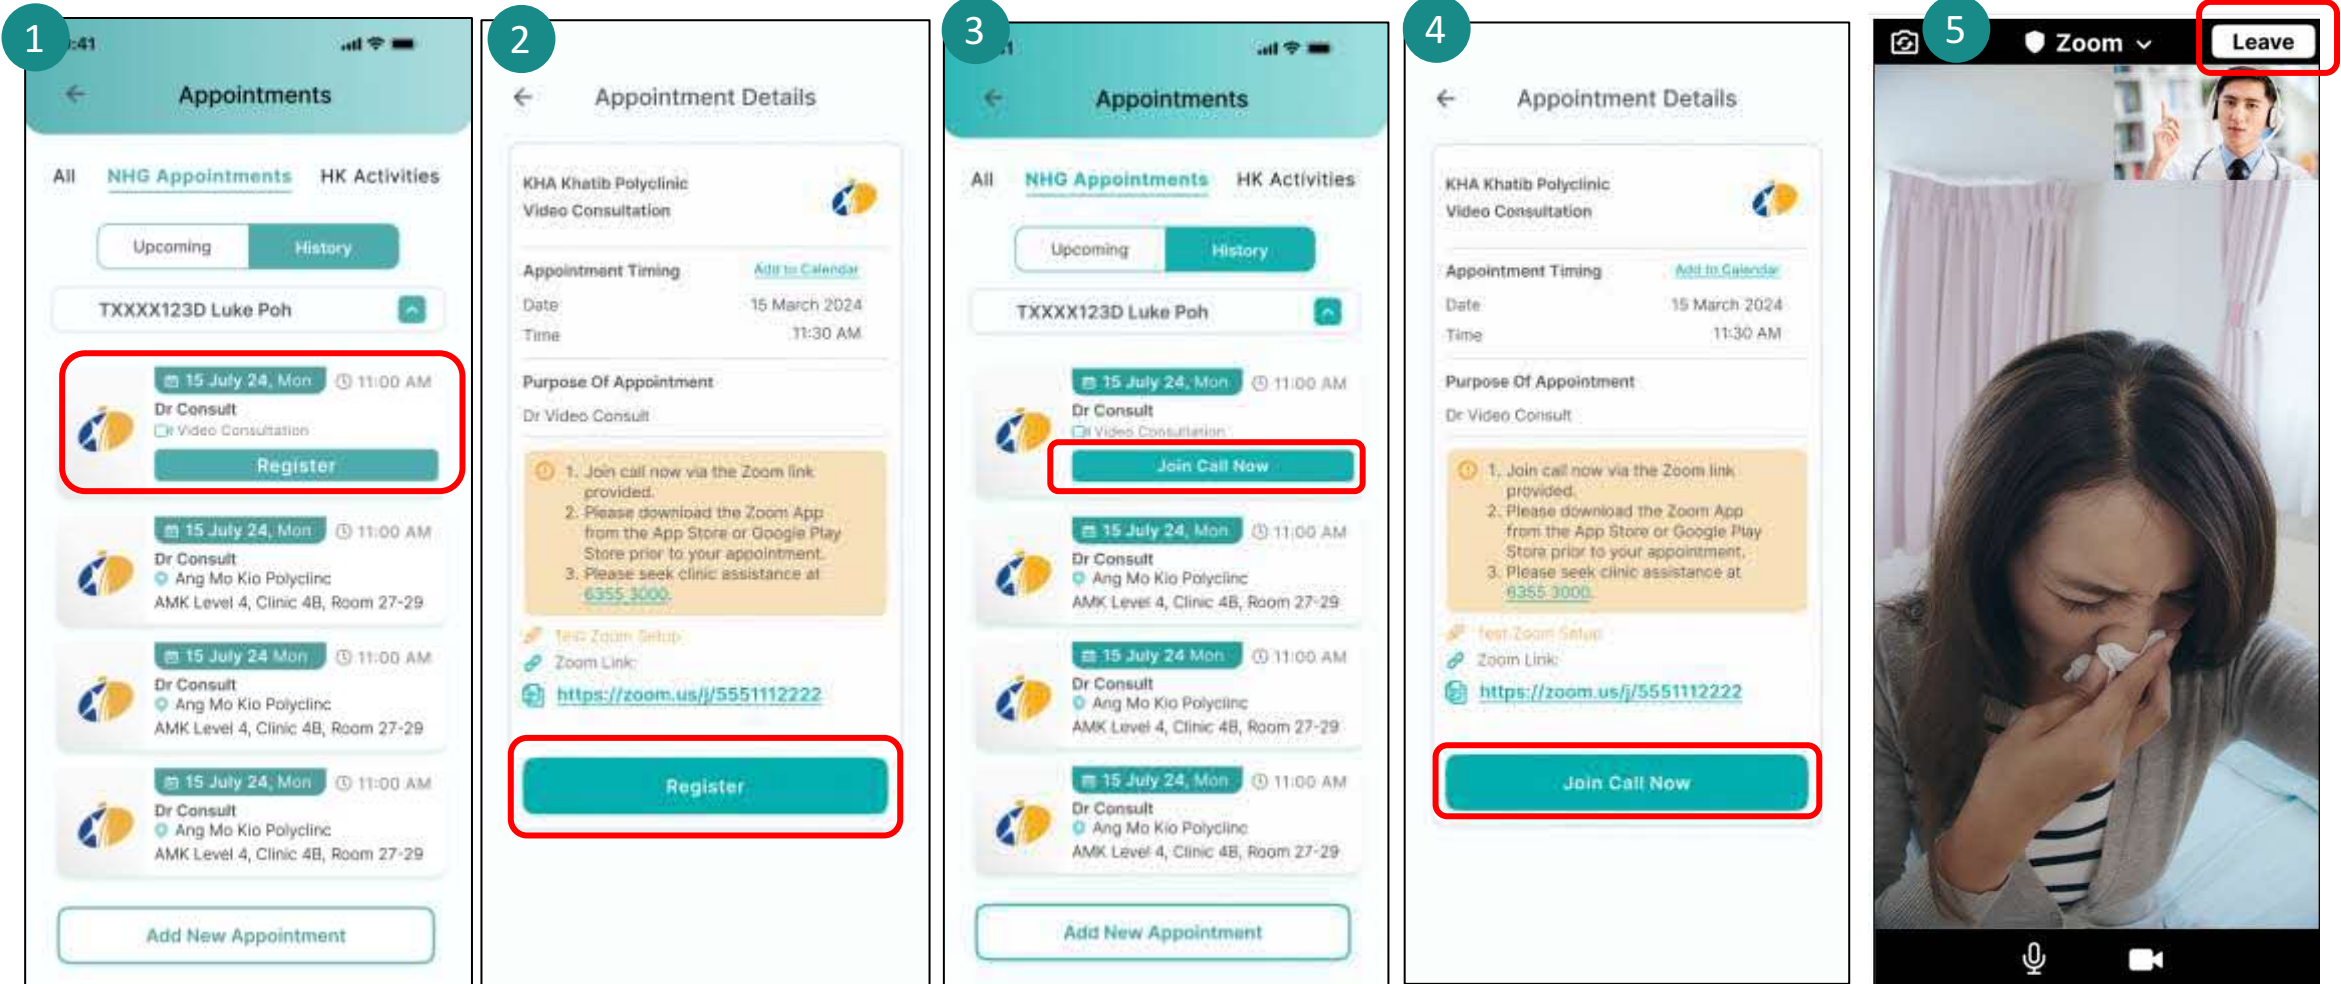 1
:41
Appointments
All NHG Appointments HK Activities
Upcoming History
TXXXX123D Luke Poh
15 July 24, Mon 11:00 AM
Dr Consult
Video Consultation
Register
15 July 24, Mon 11:00 AM
Dr Consult
Ang Mo Kio Polyclinc
AMK Level 4, Clinic 4B, Room 27-29
15 July 24 Mon 11:00 AM
Dr Consult
Ang Mo Kio Polyclinc
AMK Level 4, Clinic 4B, Room 27-29
15 July 24, Mon 11:00 AM
Dr Consult
Ang Mo Kio Polyclinc
AMK Level 4, Clinic 4B, Room 27-29
Add New Appointment
2
Appointment Details
KHA Khatib Polyclinic
Video Consultation
Appointment Timing Add to Calendar
Date 15 March 2024
Time 11:30 AM
Purpose Of Appointment
Dr Video Consult
1. Join call now via the Zoom link
provided.
2. Please download the Zoom App
from the App Store or Google Play
Store prior to your appointment.
3. Please seek clinic assistance at
6355 3000.
Test Zoom Setup
Zoom Link:
https://zoom.us/j/5551112222
Register
3
1
Appointments
All NHG Appointments HK Activities
Upcoming History
TXXXX123D Luke Poh
15 July 24, Mon 11:00 AM
Dr Consult
Video Consultation
Join Call Now
15 July 24, Mon 11:00 AM
Dr Consult
Ang Mo Kio Polyclinc
AMK Level 4, Clinic 4B, Room 27-29
15 July 24 Mon 11:00 AM
Dr Consult
Ang Mo Kio Polyclinc
AMK Level 4, Clinic 4B, Room 27-29
15 July 24, Mon 11:00 AM
Dr Consult
Ang Mo Kio Polyclinc
AMK Level 4, Clinic 4B, Room 27-29
Add New Appointment
4
Appointment Details
KHA Khatib Polyclinic
Video Consultation
Appointment Timing Add to Calendar
Date 15 March 2024
Time 11:30 AM
Purpose Of Appointment
Dr Video Consult
1. Join call now via the Zoom link
provided.
2. Please download the Zoom App
from the App Store or Google Play
Store prior to your appointment.
3. Please seek clinic assistance at
6355 3000.
Test Zoom Setup
Zoom Link:
https://zoom.us/j/5551112222
Join Call Now
5
Zoom
Leave